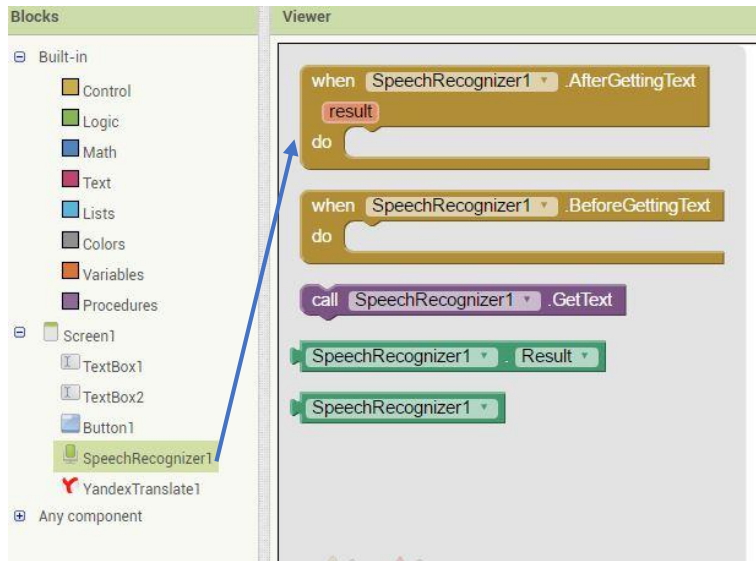 Blocks
Built-in
Control
Logic
Math
Text
Lists
Colors
Variables
Procedures
Screen1
TextBox1
TextBox2
Button1
SpeechRecognizer1
YandexTranslate1
Any component
Viewer
when SpeechRecognizer1 .AfterGettingText
result
do
when SpeechRecognizer1 .BeforeGettingText
do
call SpeechRecognizer1 .GetText
SpeechRecognizer1 . Result
SpeechRecognizer1